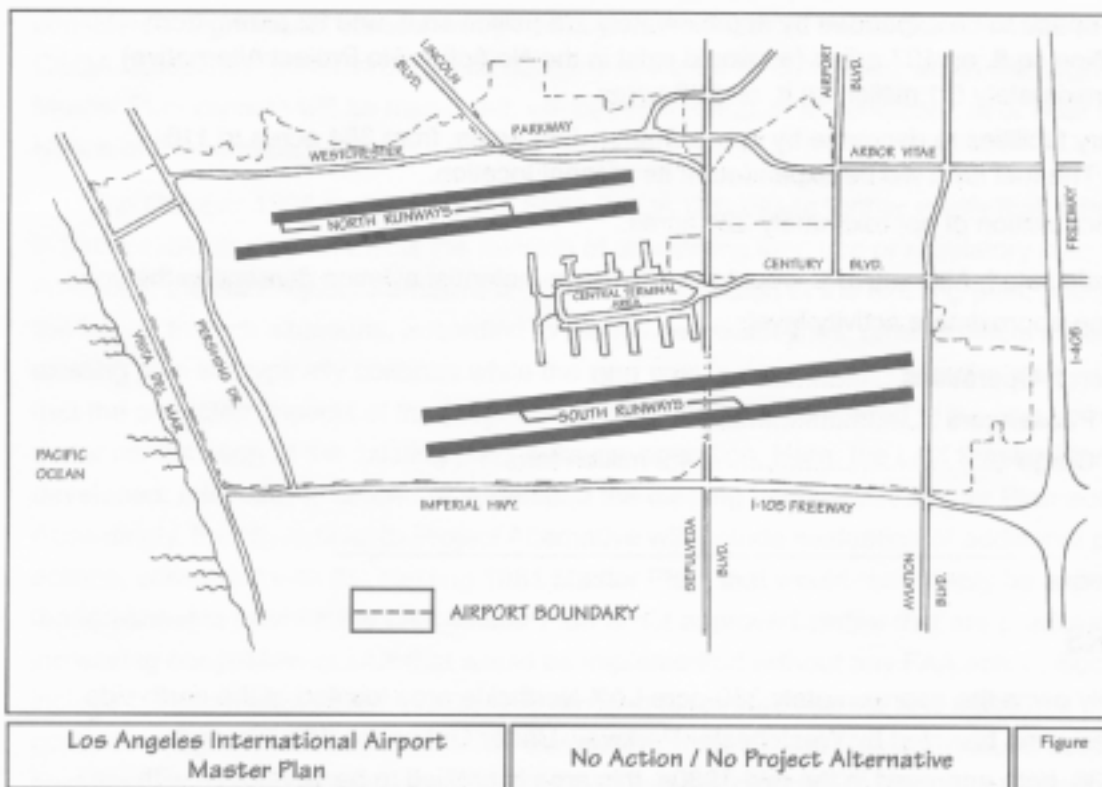 LINCOLN
BLVD.
AIRPORT
BLVD.
WESTCHESTER
PARKWAY
ARBOR VITAE
FREEWAY
NORTH RUNWAYS
CENTURY
BLVD.
CENTRAL TERMINAL
AREA
PERSHING DR.
VISTA DEL MAR
I-405
SOUTH RUNWAYS
PACIFIC
OCEAN
IMPERIAL HWY.
I-105 FREEWAY
SEPULVEDA
BLVD.
AVIATION
BLVD.
AIRPORT BOUNDARY
Los Angeles International Airport
Master Plan
No Action / No Project Alternative
Figure